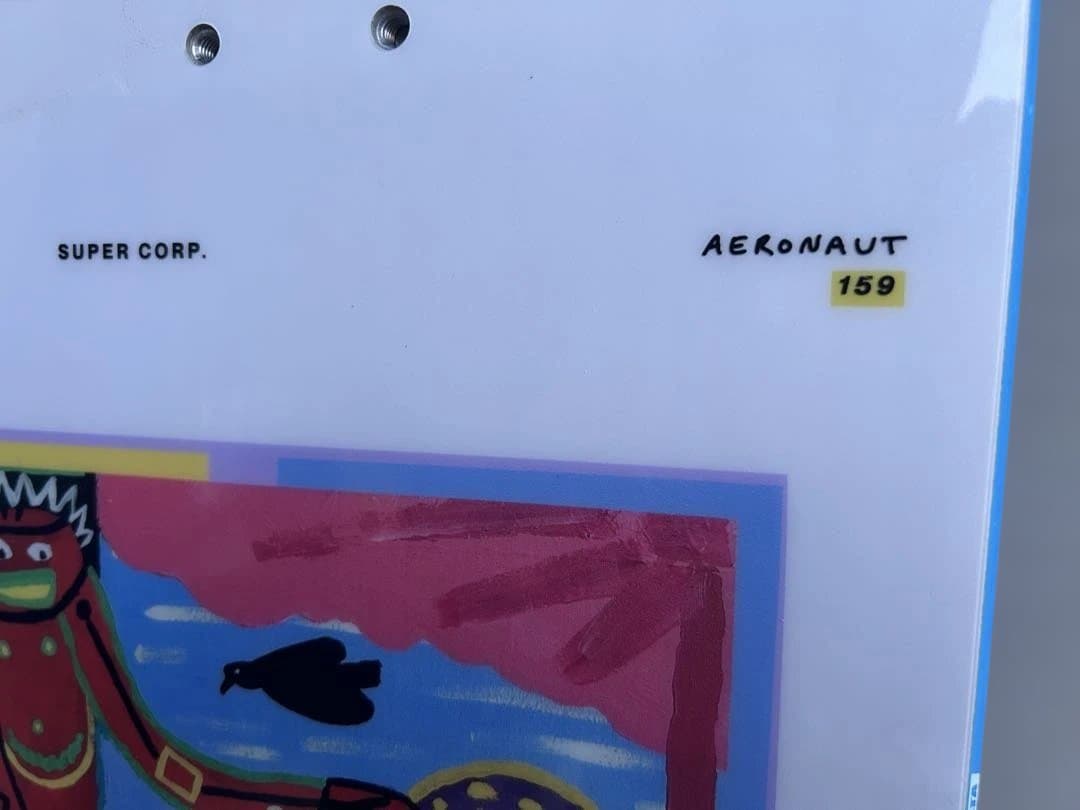 SUPER CORP.
AERONAUT
159